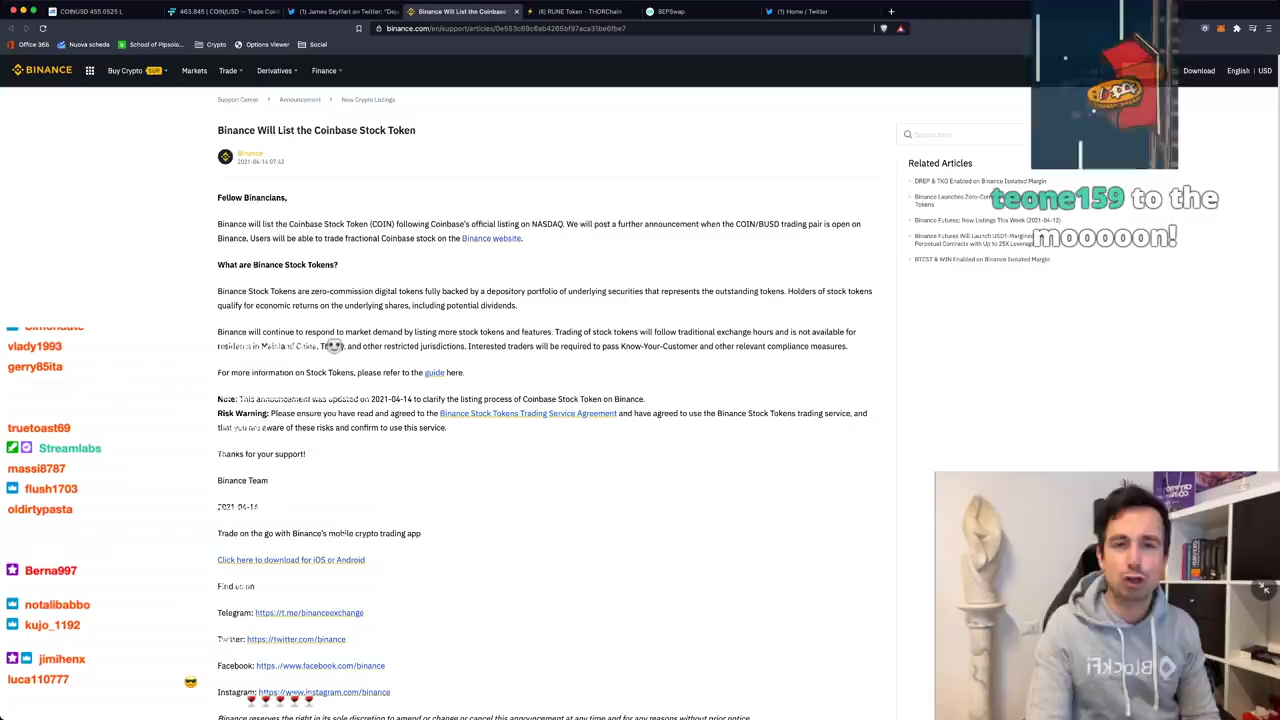 COINUSD 455.0525 L
463.845 | COIN/USD — Trade Coin
(1) James Seyffart on Twitter: "Deja
Binance Will List the Coinbase
(ᚱ) RUNE Token – THORChain
BEPSwap
(1) Home / Twitter
binance.com/en/support/articles/0e553c69c6ab4265bf97aca31be6fbe7
Office 365
Nuova scheda
School of Pipsolo...
Crypto
Options Viewer
Social
BINANCE
Buy Crypto EUR
Markets
Trade
Derivatives
Finance
Download
English | USD
Support Center > Announcement > New Crypto Listings
Binance Will List the Coinbase Stock Token
Binance
2021-04-14 07:43
Fellow Binancians,
Binance will list the Coinbase Stock Token (COIN) following Coinbase's official listing on NASDAQ. We will post a further announcement when the COIN/BUSD trading pair is open on
Binance. Users will be able to trade fractional Coinbase stock on the Binance website.
What are Binance Stock Tokens?
Binance Stock Tokens are zero-commission digital tokens fully backed by a depository portfolio of underlying securities that represents the outstanding tokens. Holders of stock tokens
qualify for economic returns on the underlying shares, including potential dividends.
Binance will continue to respond to market demand by listing more stock tokens and features. Trading of stock tokens will follow traditional exchange hours and is not available for
residents in Mainland China, and other restricted jurisdictions. Interested traders will be required to pass Know-Your-Customer and other relevant compliance measures.
For more information on Stock Tokens, please refer to the guide here.
Note: This announcement was updated on 2021-04-14 to clarify the listing process of Coinbase Stock Token on Binance.
Risk Warning: Please ensure you have read and agreed to the Binance Stock Tokens Trading Service Agreement and have agreed to use the Binance Stock Tokens trading service, and
that you are aware of these risks and confirm to use this service.
Thanks for your support!
Binance Team
2021-04-14
Trade on the go with Binance's mobile crypto trading app
Click here to download for iOS or Android
Find us on
Telegram: https://t.me/binanceexchange
Twitter: https://twitter.com/binance
Facebook: https://www.facebook.com/binance
Instagram: https://www.instagram.com/binance
Binance reserves the right in its sole discretion to amend or change or cancel this announcement at any time and for any reasons without prior notice.
Search here
Related Articles
DREP & TKO Enabled on Binance Isolated Margin
Binance Launches
Tokens
Binance Futures: New Listings This Week (2021-04-12)
Binance Futures Will Launch USDT-Margined
Perpetual Contracts with Up to 25X Leverage
BTCST & WIN Enabled on Binance Isolated Margin
teone159 to the
mooooon!
vlady1993
gerry85ita
truetoast69
Streamlabs
massi8787
flush1703
oldirtypasta
Berna997
notalibabbo
kujo_1192
jimihenx
luca110777
BlockFi